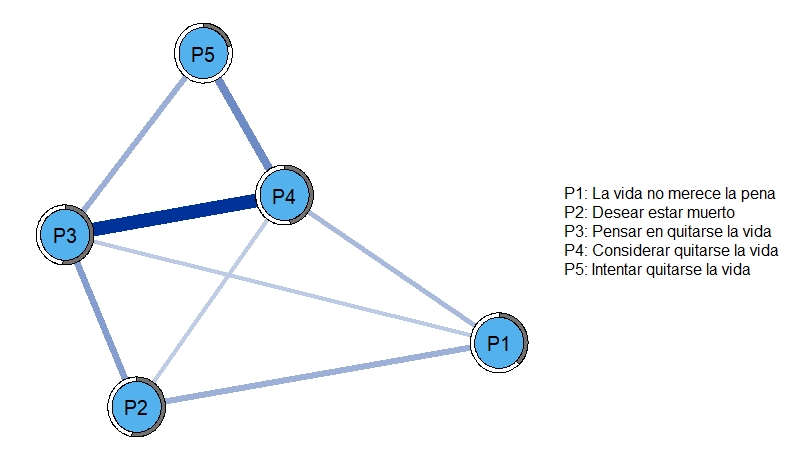 P5
P4
P3
P1
P2
P1: La vida no merece la pena
P2: Desear estar muerto
P3: Pensar en quitarse la vida
P4: Considerar quitarse la vida
P5: Intentar quitarse la vida